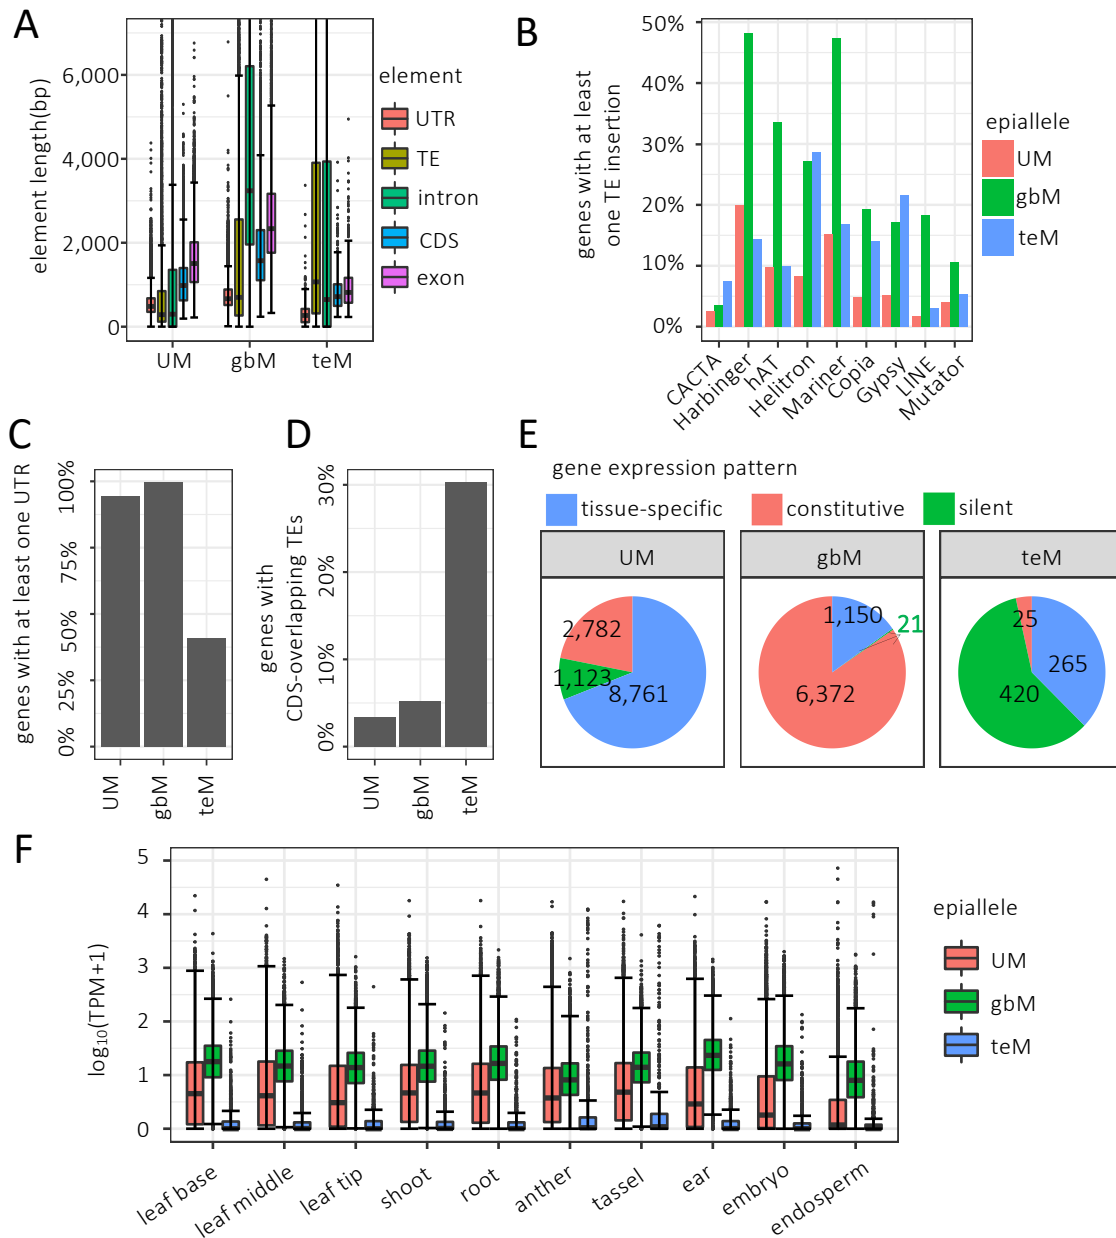 A
element length(bp)
6,000
4,000
2,000
0
UM
gbM
teM
element
UTR
TE
intron
CDS
exon
B
genes with at least
one TE insertion
50%
40%
30%
20%
10%
0%
CACTA
Harbinger
hAT
Helitron
Mariner
Copia
Gypsy
LINE
Mutator
epiallele
UM
gbM
teM
C
genes with at least one UTR
100%
75%
50%
25%
0%
UM
gbM
teM
D
genes with
CDS-overlapping TEs
30%
20%
10%
0%
UM
gbM
teM
E
gene expression pattern
tissue-specific
constitutive
silent
UM
2,782
1,123
8,761
gbM
1,150
21
6,372
teM
25
265
420
F
log₁₀(TPM+1)
5
4
3
2
1
0
leaf base
leaf middle
leaf tip
shoot
root
anther
tassel
ear
embryo
endosperm
epiallele
UM
gbM
teM